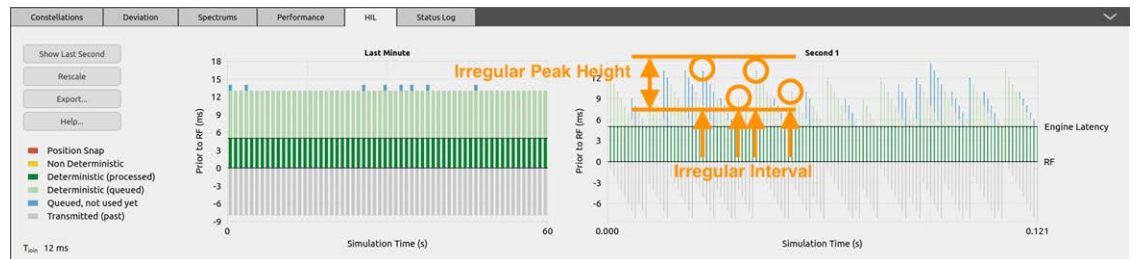 Constellations Deviation Spectrums Performance HIL Status Log
Show Last Second
Rescale
Export...
Help...
Position Snap
Non Deterministic
Deterministic (processed)
Deterministic (queued)
Queued, not used yet
Transmitted (past)
Tjoin 12 ms
Last Minute
Prior to RF (ms)
18
15
12
9
6
3
0
-3
-6
-9
0 60
Simulation Time (s)
Second 1
Irregular Peak Height
Prior to RF (ms)
12
9
6
3
0
-3
-6
Irregular Interval
Engine Latency
RF
0.000 0.121
Simulation Time (s)